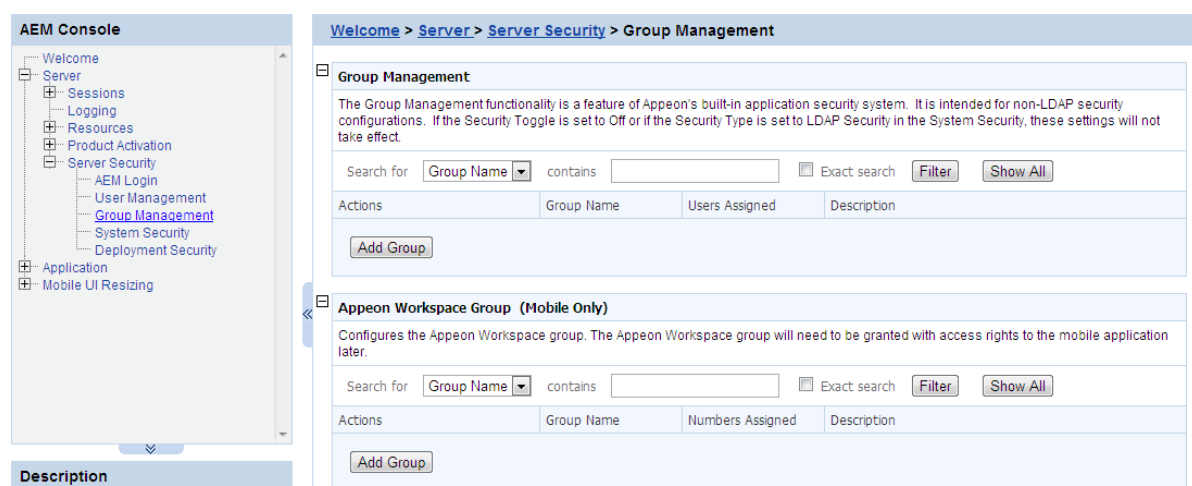 AEM Console
Welcome
Server
Sessions
Logging
Resources
Product Activation
Server Security
AEM Login
User Management
Group Management
System Security
Deployment Security
Application
Mobile UI Resizing
Description
Welcome > Server > Server Security > Group Management
Group Management
The Group Management functionality is a feature of Appeon's built-in application security system. It is intended for non-LDAP security
configurations. If the Security Toggle is set to Off or if the Security Type is set to LDAP Security in the System Security, these settings will not
take effect.
Search for Group Name contains Exact search Filter Show All
Actions Group Name Users Assigned Description
Add Group
Appeon Workspace Group (Mobile Only)
Configures the Appeon Workspace group. The Appeon Workspace group will need to be granted with access rights to the mobile application
later.
Search for Group Name contains Exact search Filter Show All
Actions Group Name Numbers Assigned Description
Add Group